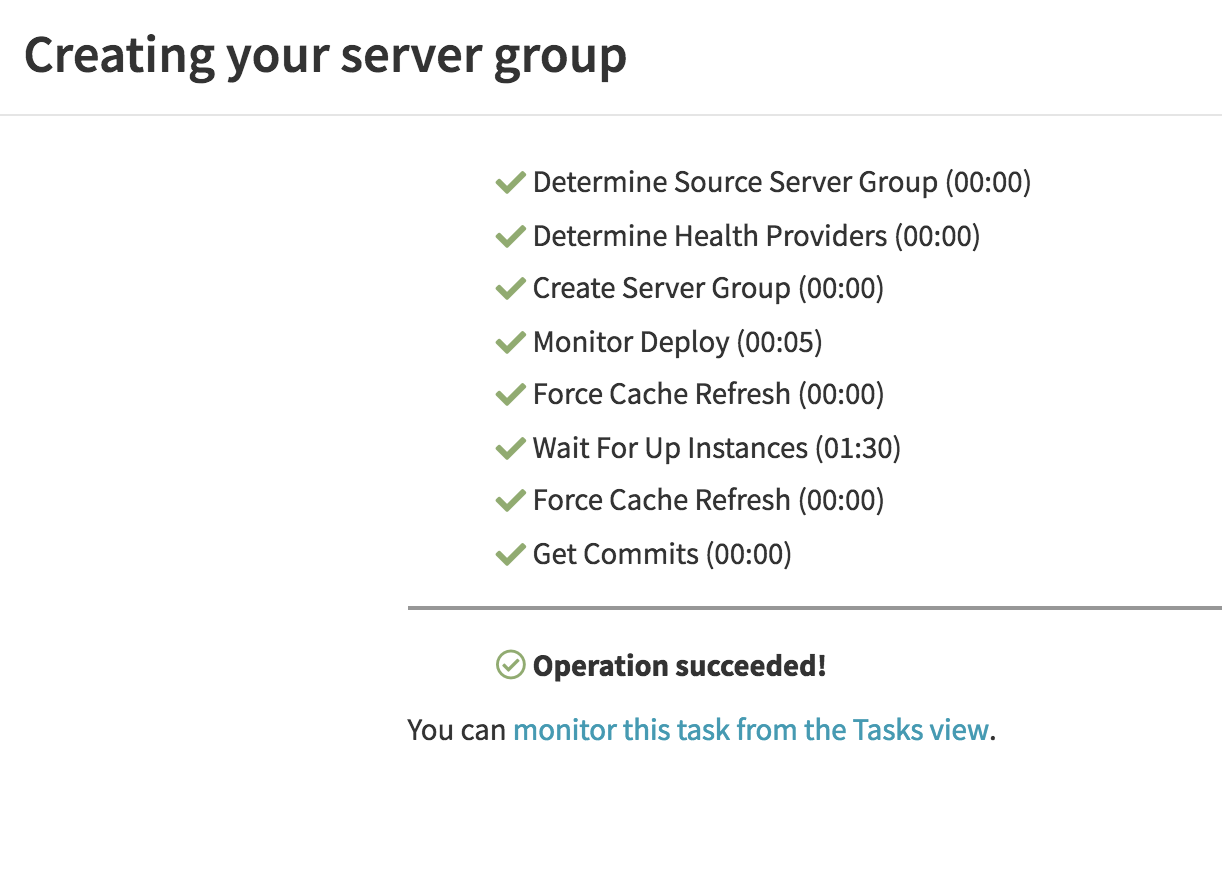 Creating your server group
Determine Source Server Group (00:00)
Determine Health Providers (00:00)
Create Server Group (00:00)
Monitor Deploy (00:05)
Force Cache Refresh (00:00)
Wait For Up Instances (01:30)
Force Cache Refresh (00:00)
Get Commits (00:00)
Operation succeeded!
You can monitor this task from the Tasks view.